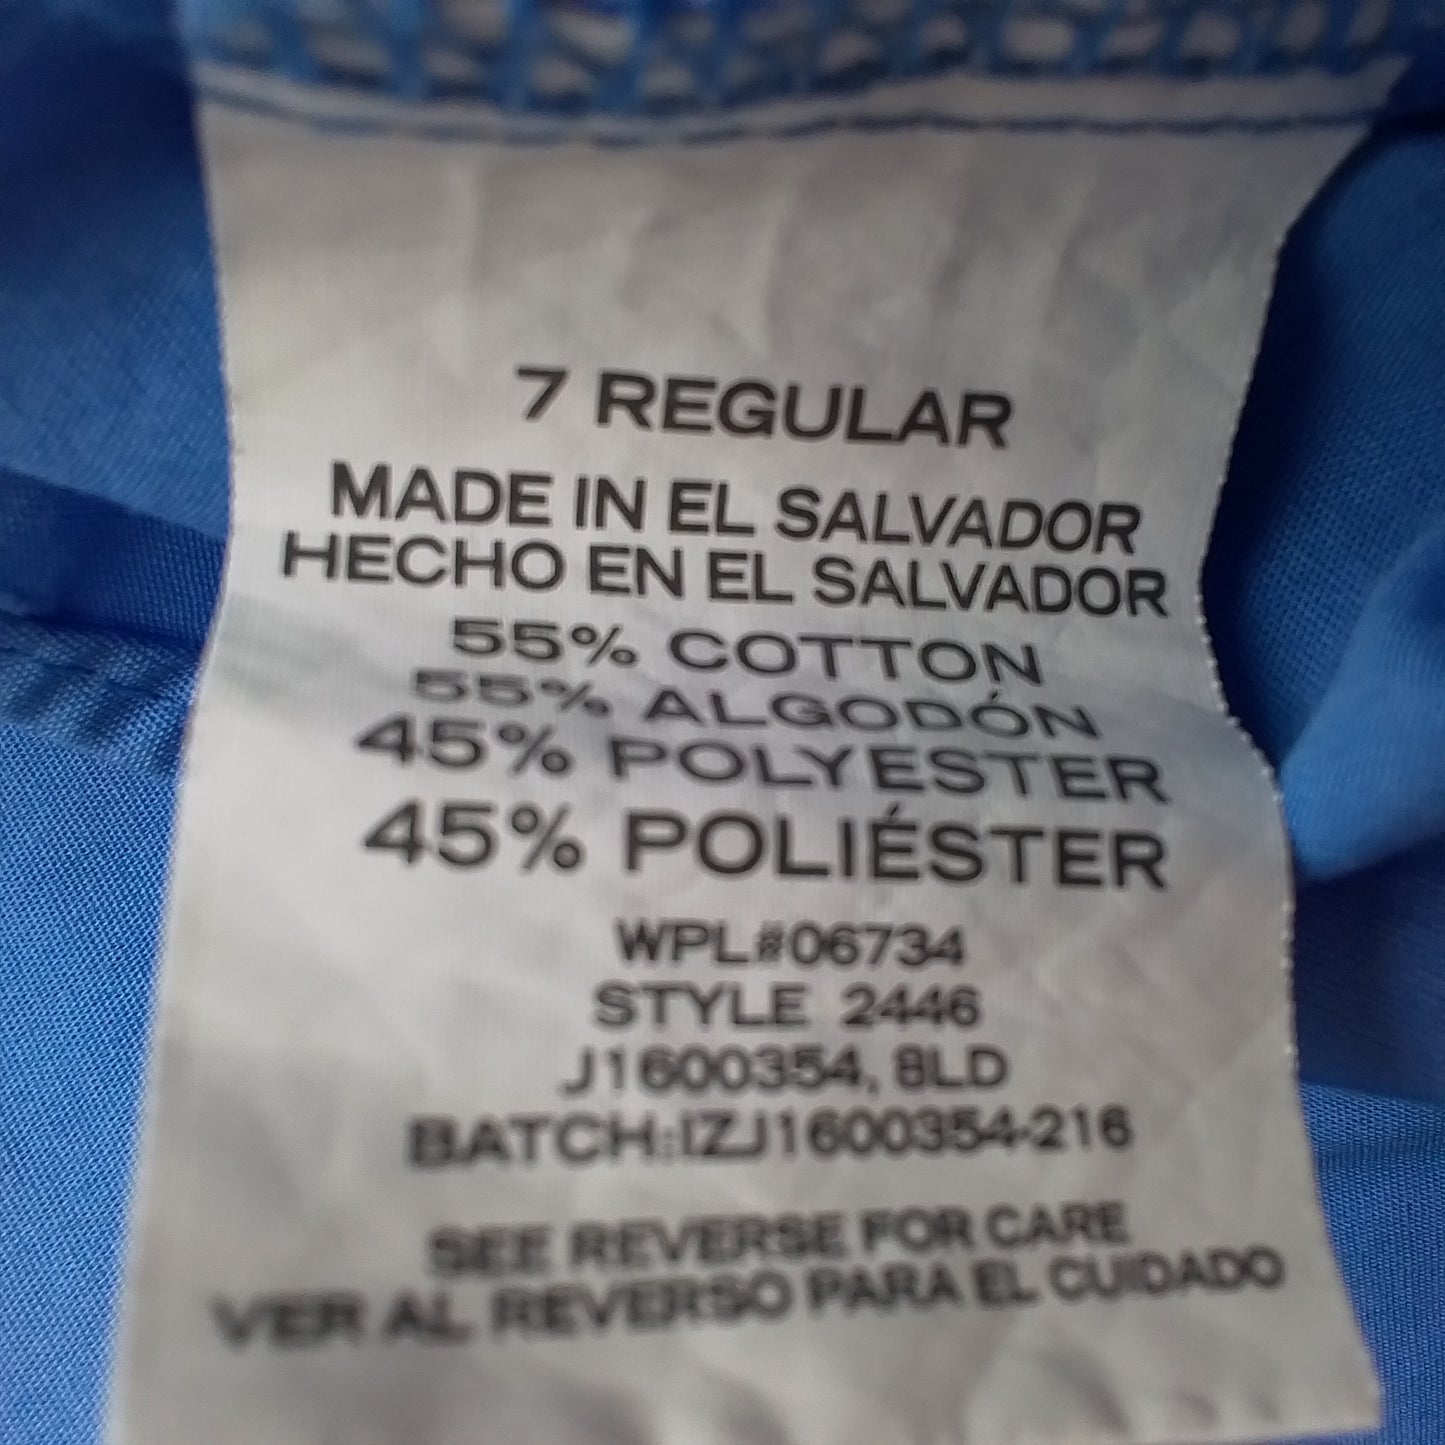 7 REGULAR
MADE IN EL SALVADOR
HECHO EN EL SALVADOR
55% COTTON
55% ALGODÓN
45% POLYESTER
45% POLIÉSTER
WPL#06734
STYLE 2446
J1600354, BLD
BATCH:IZJ1600354-216
SEE REVERSE FOR CARE
VER AL REVERSO PARA EL CUIDADO